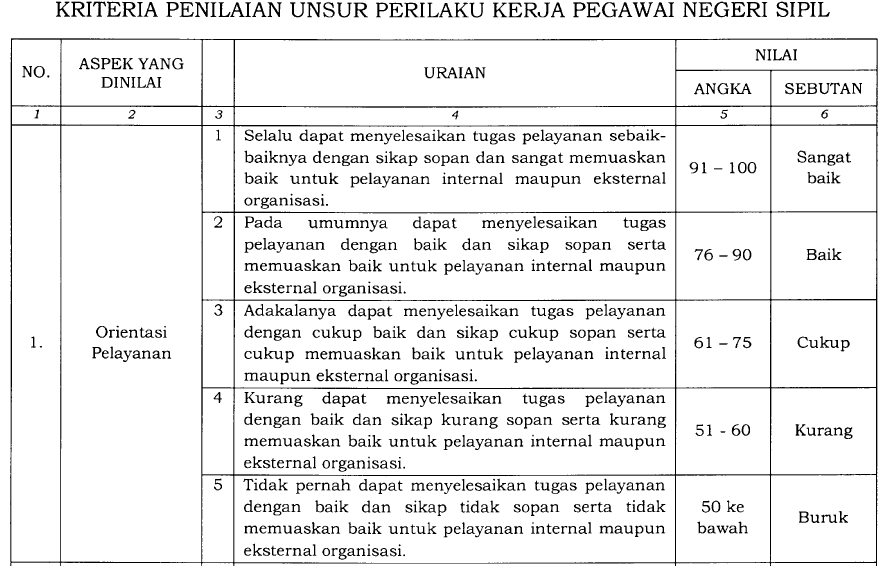 KRITERIA PENILAIAN UNSUR PERILAKU KERJA PEGAWAI NEGERI SIPIL
NO.
ASPEK YANG
DINILAI
URAIAN
NILAI
ANGKA
SEBUTAN
1
2
3
4
5
6
1.
Orientasi
Pelayanan
1
Selalu dapat menyelesaikan tugas pelayanan sebaik-
baiknya dengan sikap sopan dan sangat memuaskan
baik untuk pelayanan internal maupun eksternal
organisasi.
91 – 100
Sangat
baik
2
Pada umumnya dapat menyelesaikan tugas
pelayanan dengan baik dan sikap sopan serta
memuaskan baik untuk pelayanan internal maupun
eksternal organisasi.
76 – 90
Baik
3
Adakalanya dapat menyelesaikan tugas pelayanan
dengan cukup baik dan sikap cukup sopan serta
cukup memuaskan baik untuk pelayanan internal
maupun eksternal organisasi.
61 – 75
Cukup
4
Kurang dapat menyelesaikan tugas pelayanan
dengan baik dan sikap kurang sopan serta kurang
memuaskan baik untuk pelayanan internal maupun
eksternal organisasi.
51 - 60
Kurang
5
Tidak pernah dapat menyelesaikan tugas pelayanan
dengan baik dan sikap tidak sopan serta tidak
memuaskan baik untuk pelayanan internal maupun
eksternal organisasi.
50 ke
bawah
Buruk